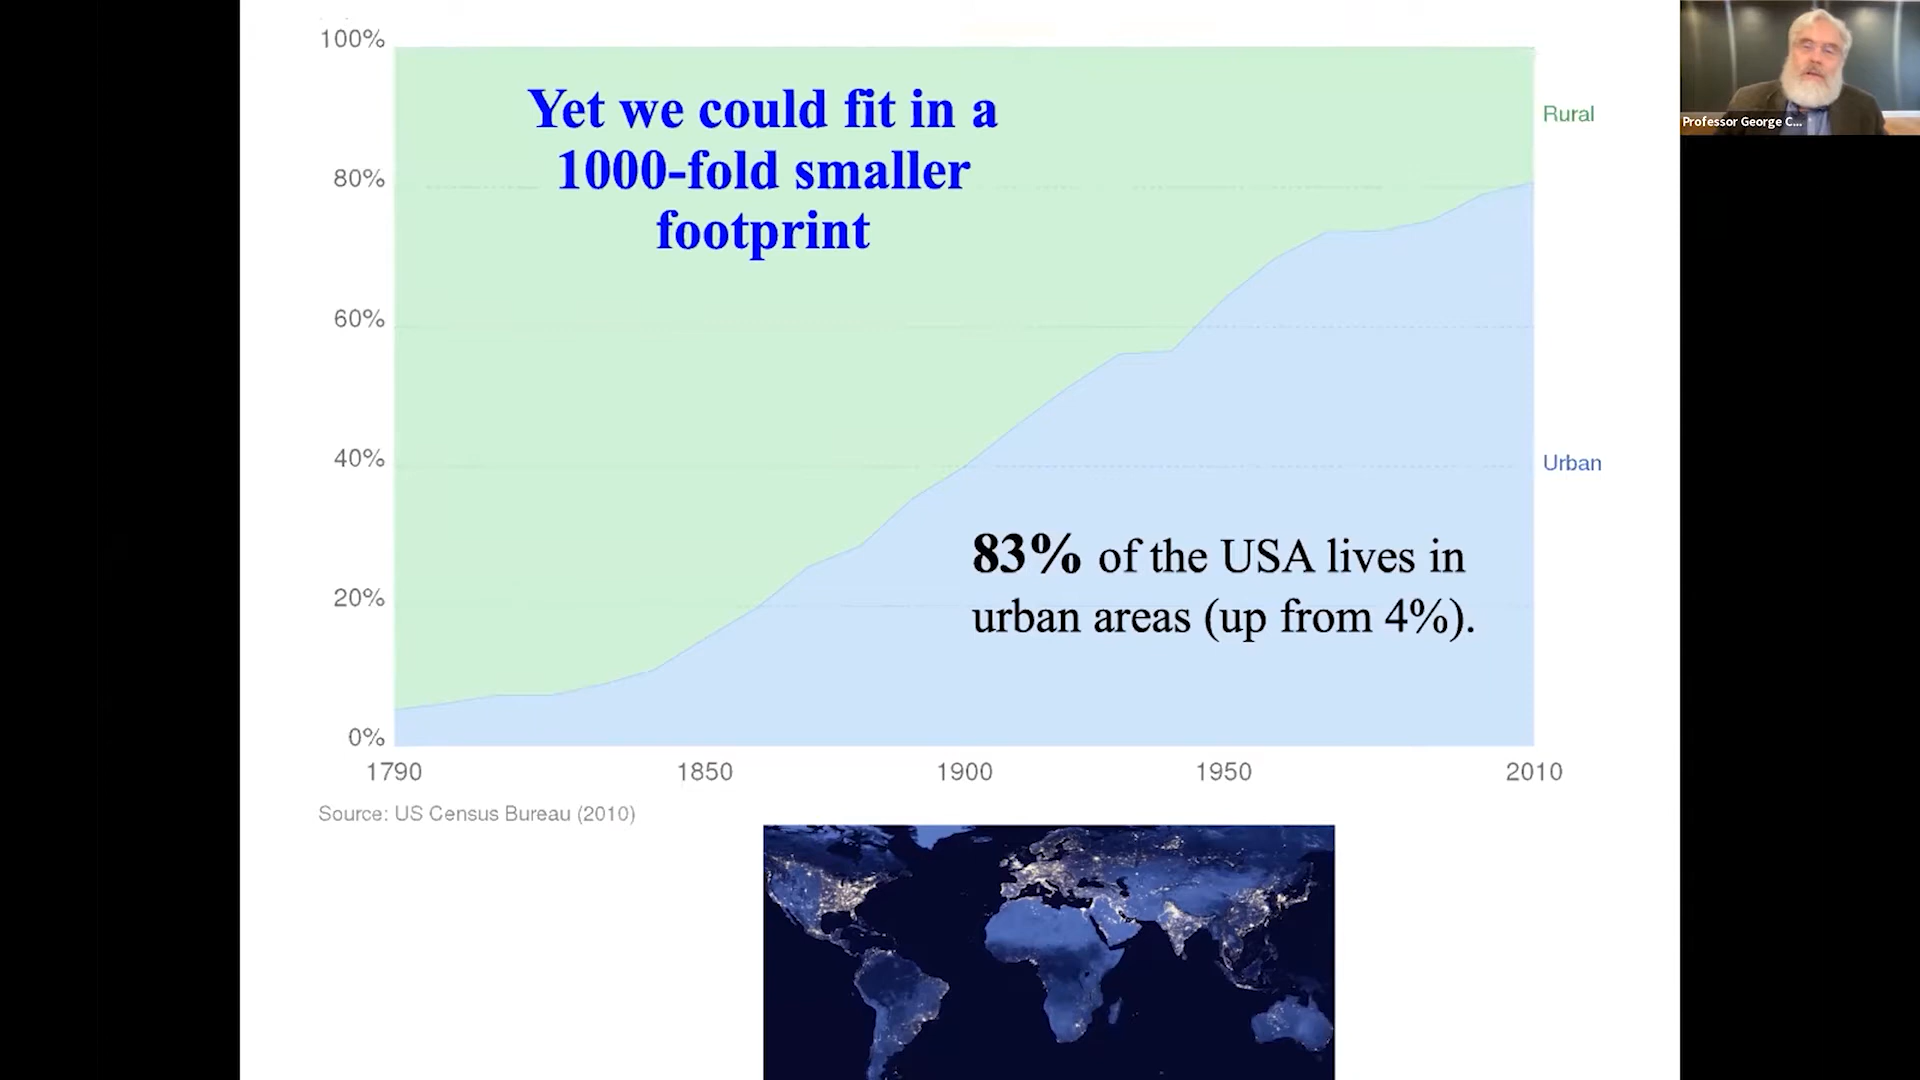 100%
Yet we could fit in a
1000-fold smaller
footprint
Rural
Professor George C...
80%
60%
40%
Urban
83% of the USA lives in
urban areas (up from 4%).
20%
0%
1790 1850 1900 1950 2010
Source: US Census Bureau (2010)